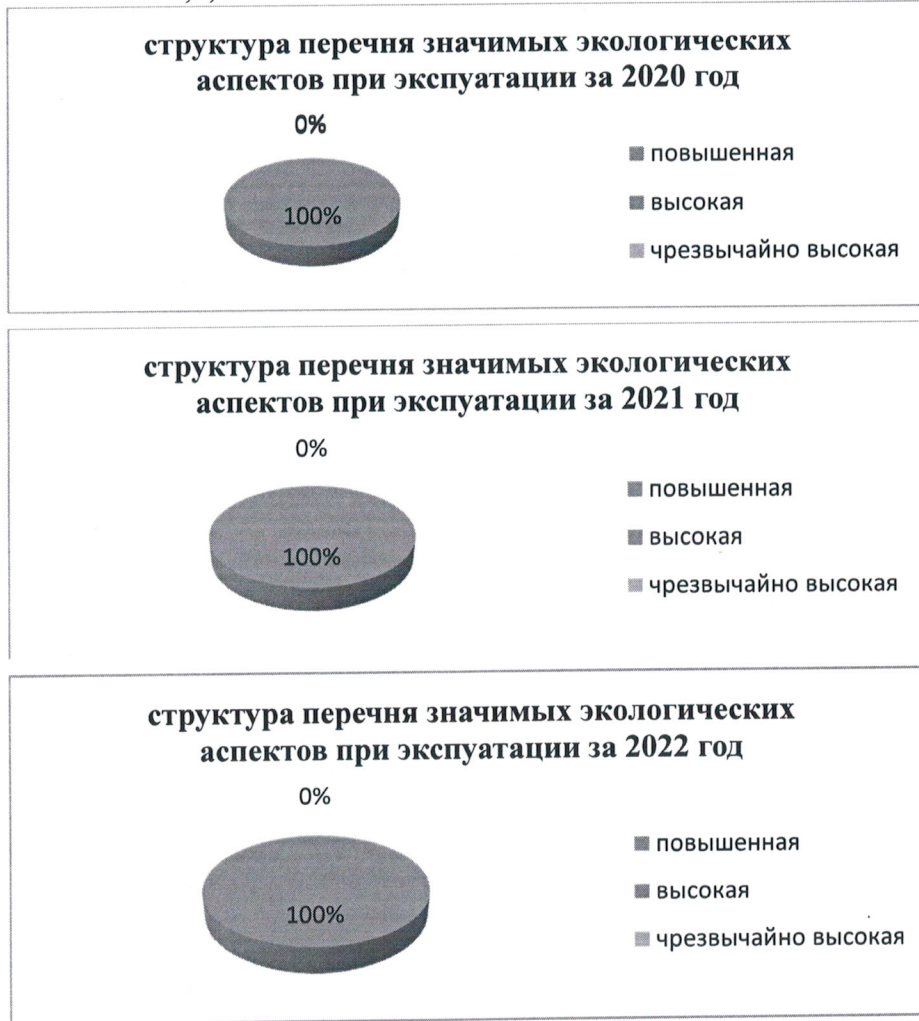 структура перечня значимых экологических
аспектов при экспуатации за 2020 год
0%
100%
повышенная
высокая
чрезвычайно высокая
структура перечня значимых экологических
аспектов при экспуатации за 2021 год
0%
100%
повышенная
высокая
чрезвычайно высокая
структура перечня значимых экологических
аспектов при экспуатации за 2022 год
0%
100%
повышенная
высокая
чрезвычайно высокая